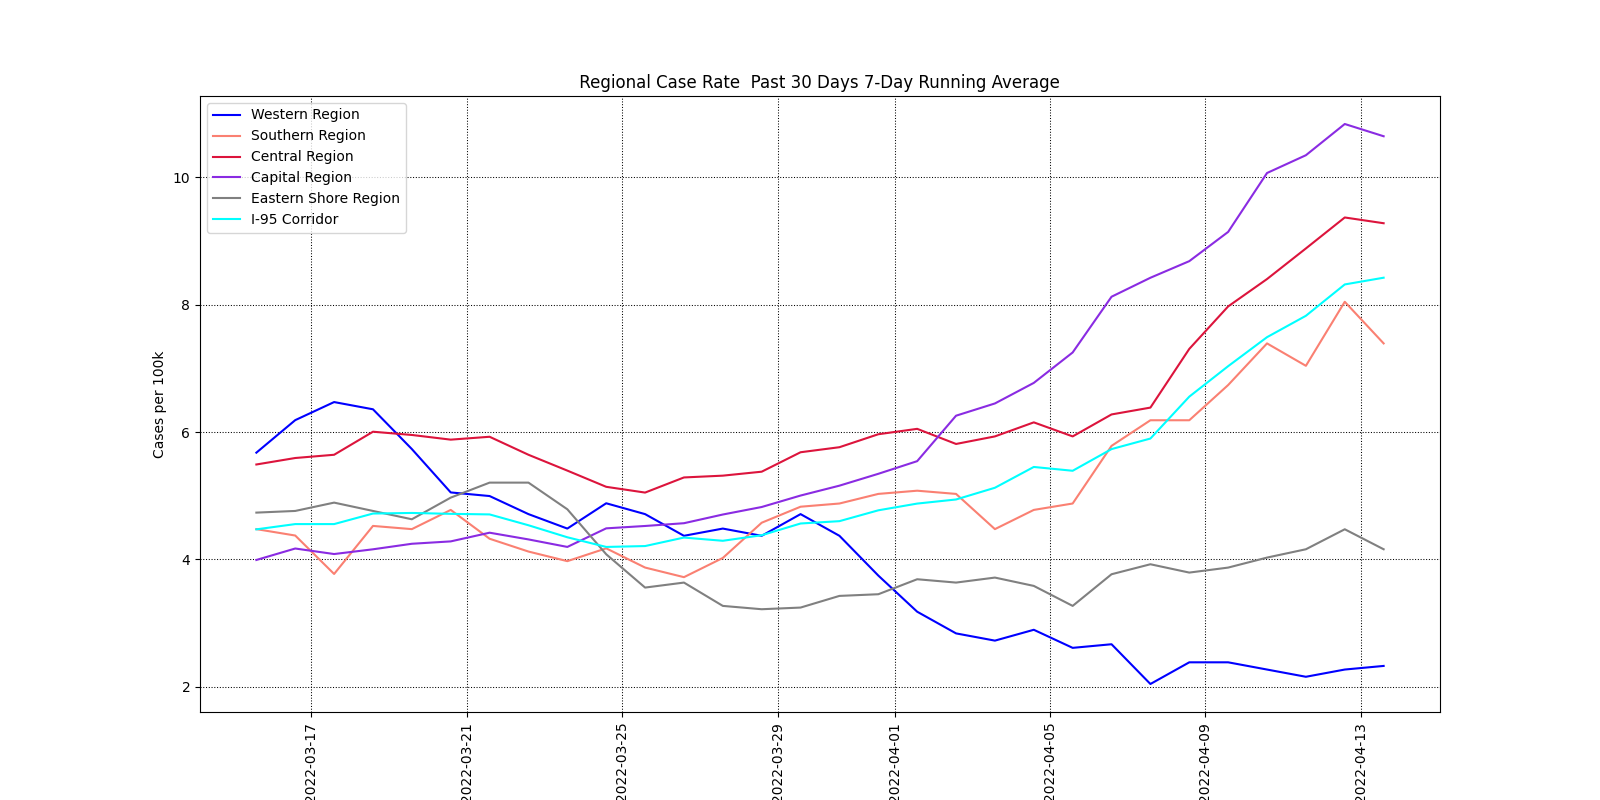 Regional Case Rate  Past 30 Days 7-Day Running Average
Western Region
Southern Region
Central Region
Capital Region
Eastern Shore Region
I-95 Corridor
Cases per 100k
10
8
6
4
2
2022-03-17
2022-03-21
2022-03-25
2022-03-29
2022-04-01
2022-04-05
2022-04-09
2022-04-13